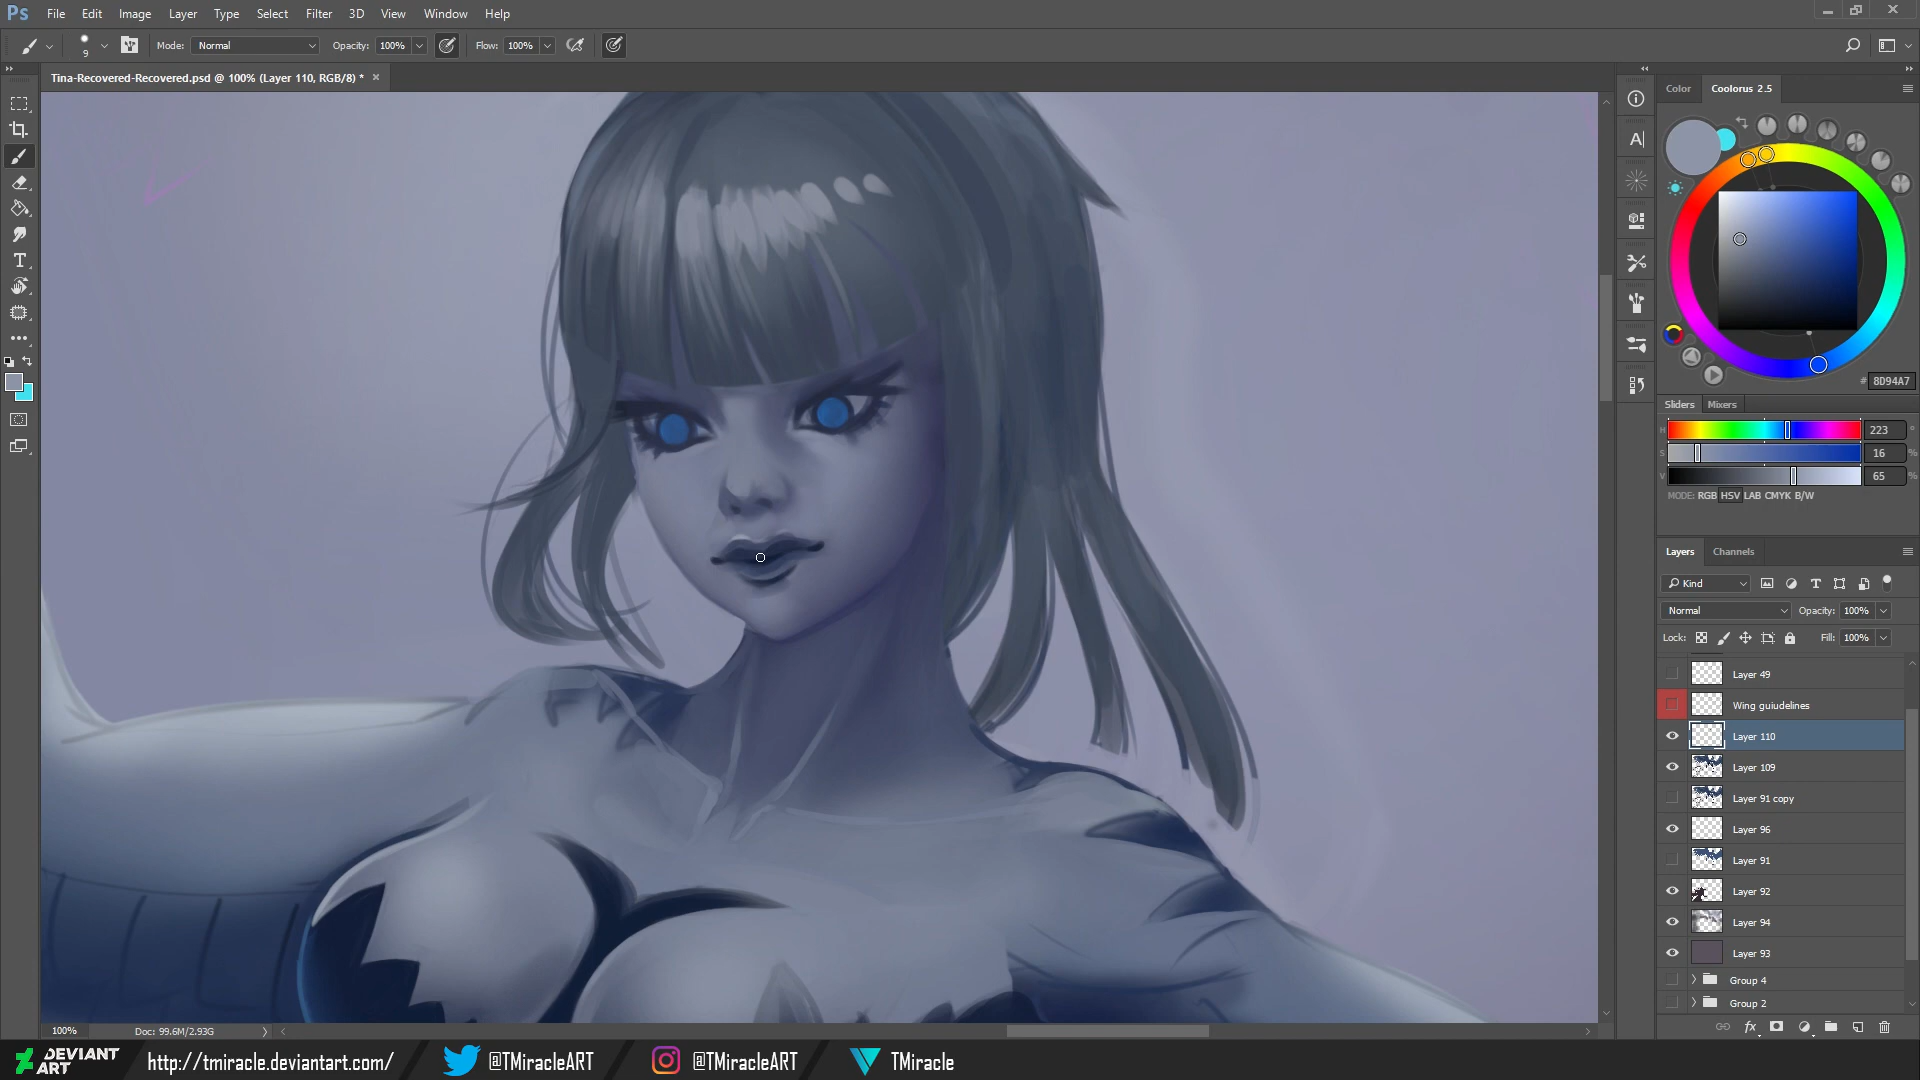 Ps File Edit Image Layer Type Select Filter 3D View Window Help
9 Mode: Normal Opacity: 100% Flow: 100%
Tina-Recovered-Recovered.psd @ 100% (Layer 110, RGB/8) * ×
Color Coolorus 2.5
# 8D94A7
Sliders Mixers
H 223 °
S 16 %
V 65 %
MODE: RGB HSV LAB CMYK B/W
Layers Channels
Kind
Normal Opacity: 100%
Lock: Fill: 100%
Layer 49
Wing guiudelines
Layer 110
Layer 109
Layer 91 copy
Layer 96
Layer 91
Layer 92
Layer 94
Layer 93
Group 4
Group 2
fx
100% Doc: 99.6M/2.93G
DEVIANT
ART
http://tmiracle.deviantart.com/ @TMiracleART @TMiracleART TMiracle